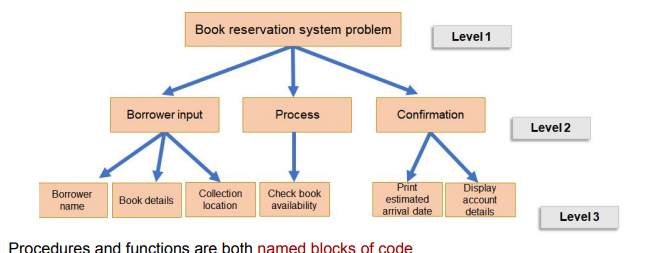 Book reservation system problem
Level 1
Borrower input
Process
Confirmation
Level 2
Borrower
name
Book details
Collection
location
Check book
availability
Print
estimated
arrival date
Display
account
details
Level 3
Procedures and functions are both named blocks of code